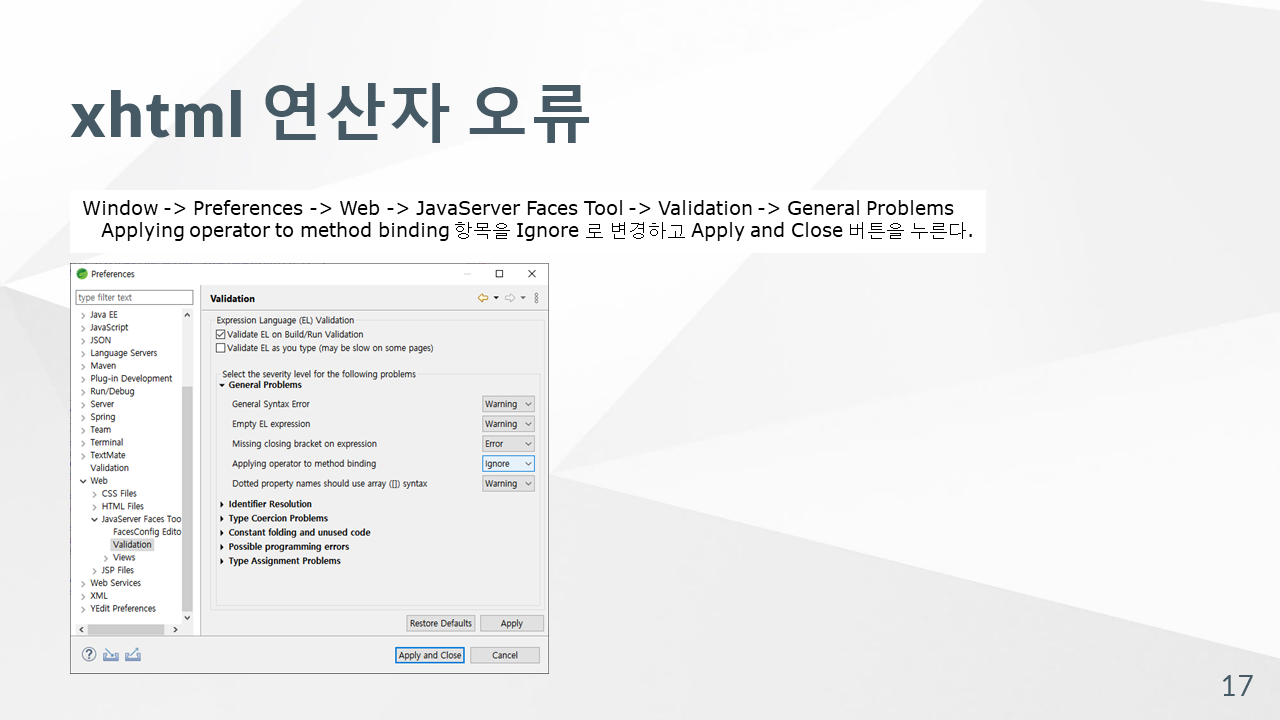 xhtml 연산자 오류
Window -> Preferences -> Web -> JavaServer Faces Tool -> Validation -> General Problems
Applying operator to method binding 항목을 Ignore 로 변경하고 Apply and Close 버튼을 누른다.
Preferences
type filter text
Java EE
JavaScript
JSON
Language Servers
Maven
Plug-in Development
Run/Debug
Server
Spring
Team
Terminal
TextMate
Validation
Web
CSS Files
HTML Files
JavaServer Faces Too
FacesConfig Edito
Validation
Views
JSP Files
Web Services
XML
YEdit Preferences
Validation
Expression Language (EL) Validation
Validate EL on Build/Run Validation
Validate EL as you type (may be slow on some pages)
Select the severity level for the following problems
General Problems
General Syntax Error Warning
Empty EL expression Warning
Missing closing bracket on expression Error
Applying operator to method binding Ignore
Dotted property names should use array ([]) syntax Warning
Identifier Resolution
Type Coercion Problems
Constant folding and unused code
Possible programming errors
Type Assignment Problems
Restore Defaults Apply
? Apply and Close Cancel
17